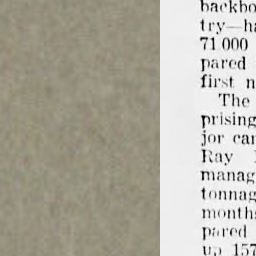 backbo
try—ha
71 000
pared
first n
The
prising
jor car
Ray
manag
tonnag
months
pared
up 157